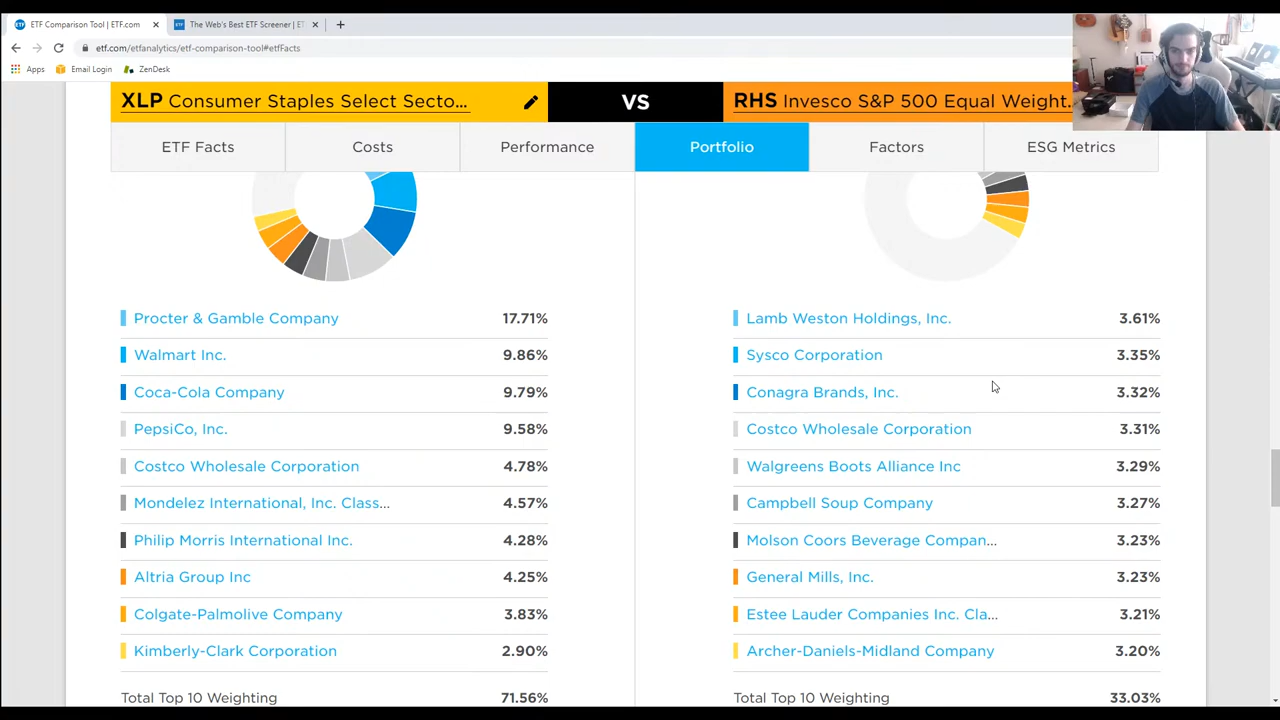 ETF Comparison Tool | ETF.com
The Web's Best ETF Screener | ET
etf.com/etfanalytics/etf-comparison-tool#etfFacts
Apps Email Login ZenDesk
XLP Consumer Staples Select Secto...
VS
RHS Invesco S&P 500 Equal Weight.
ETF Facts Costs Performance Portfolio Factors ESG Metrics
Procter & Gamble Company 17.71%
Walmart Inc. 9.86%
Coca-Cola Company 9.79%
PepsiCo, Inc. 9.58%
Costco Wholesale Corporation 4.78%
Mondelez International, Inc. Class... 4.57%
Philip Morris International Inc. 4.28%
Altria Group Inc 4.25%
Colgate-Palmolive Company 3.83%
Kimberly-Clark Corporation 2.90%
Total Top 10 Weighting 71.56%
Lamb Weston Holdings, Inc. 3.61%
Sysco Corporation 3.35%
Conagra Brands, Inc. 3.32%
Costco Wholesale Corporation 3.31%
Walgreens Boots Alliance Inc 3.29%
Campbell Soup Company 3.27%
Molson Coors Beverage Compan... 3.23%
General Mills, Inc. 3.23%
Estee Lauder Companies Inc. Cla... 3.21%
Archer-Daniels-Midland Company 3.20%
Total Top 10 Weighting 33.03%